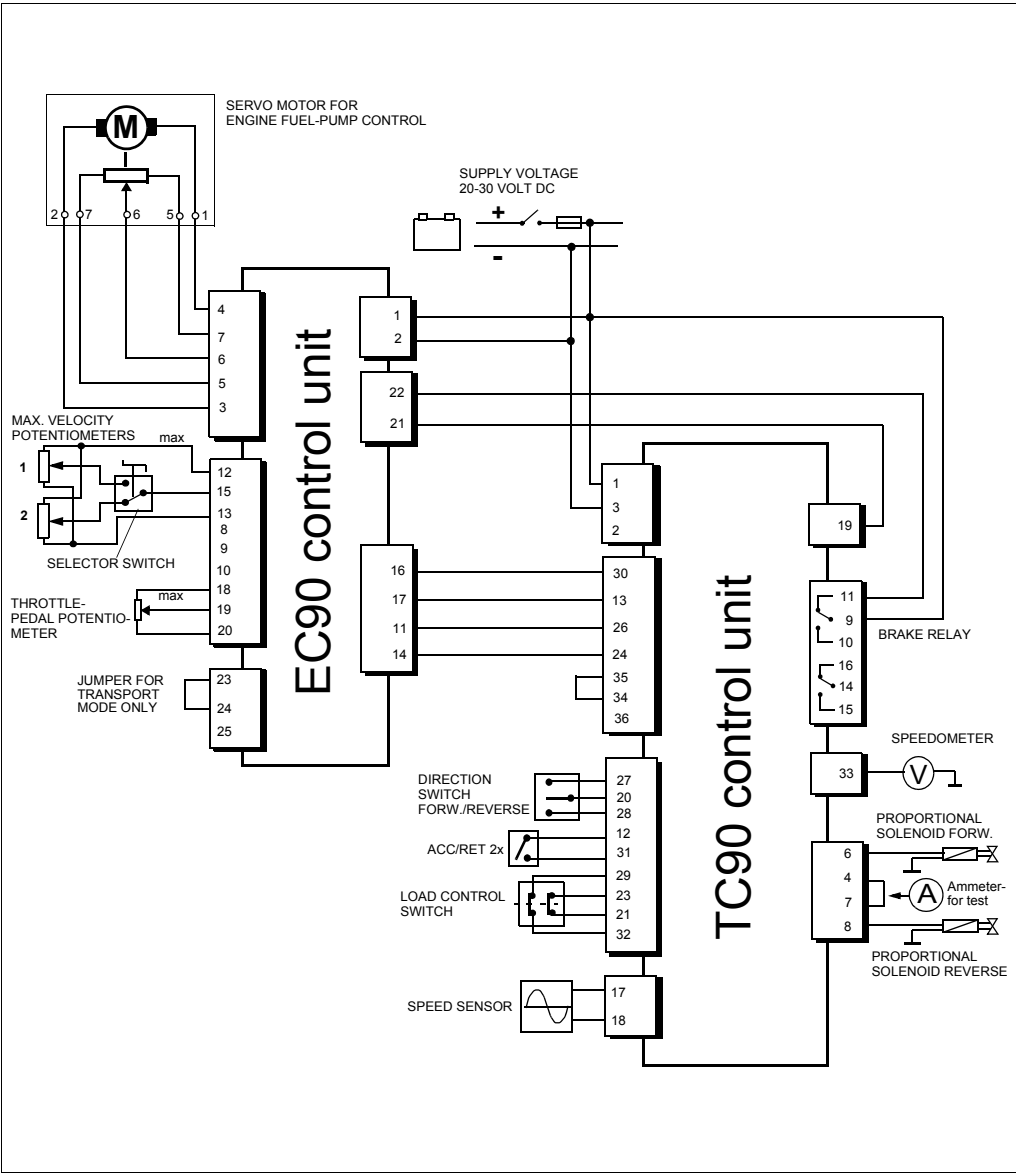 SERVO MOTOR FOR
ENGINE FUEL-PUMP CONTROL
M
2
7
6
5
1
SUPPLY VOLTAGE
20-30 VOLT DC
+
-
EC90 control unit
4
7
6
5
3
1
2
22
21
MAX. VELOCITY
POTENTIOMETERS
max
1
2
SELECTOR SWITCH
12
15
13
8
9
10
18
19
20
THROTTLE-
PEDAL POTENTIO-
METER
max
JUMPER FOR
TRANSPORT
MODE ONLY
23
24
25
16
17
11
14
TC90 control unit
1
3
2
30
13
26
24
35
34
36
19
11
9
10
16
14
15
BRAKE RELAY
DIRECTION
SWITCH
FORW./REVERSE
27
20
28
ACC/RET 2x
12
31
LOAD CONTROL
SWITCH
29
23
21
32
SPEED SENSOR
17
18
SPEEDOMETER
33
V
PROPORTIONAL
SOLENOID FORW.
6
4
7
8
A
Ammeter-
for test
PROPORTIONAL
SOLENOID REVERSE